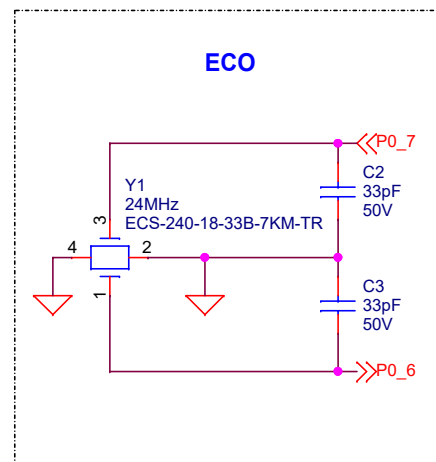 ECO
P0_7
C2
33pF
50V
Y1
24MHz
ECS-240-18-33B-7KM-TR
3
4
2
1
C3
33pF
50V
P0_6